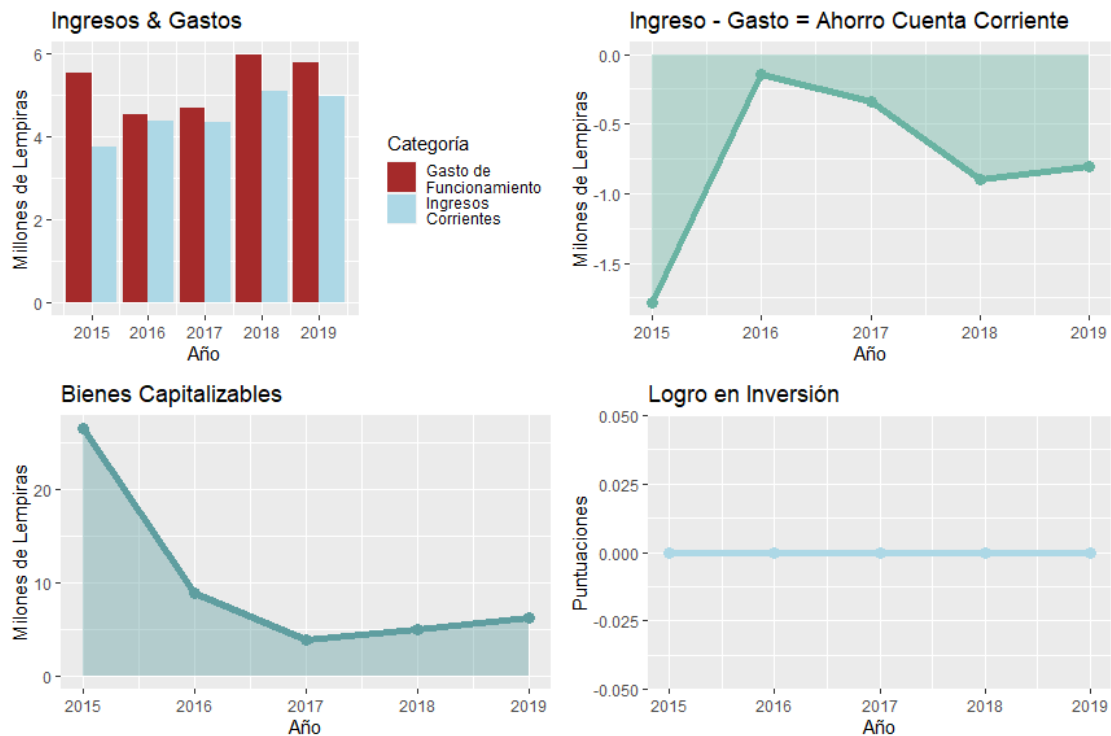 Ingresos & Gastos
Millones de Lempiras
6
4
2
0
2015 2016 2017 2018 2019
Año
Categoría
Gasto de
Funcionamiento
Ingresos
Corrientes
Ingreso - Gasto = Ahorro Cuenta Corriente
Milones de Lempiras
0.0
-0.5
-1.0
-1.5
2015 2016 2017 2018 2019
Año
Bienes Capitalizables
Milones de Lempiras
20
10
0
2015 2016 2017 2018 2019
Año
Logro en Inversión
Puntuaciones
0.050
0.025
0.000
-0.025
-0.050
2015 2016 2017 2018 2019
Año